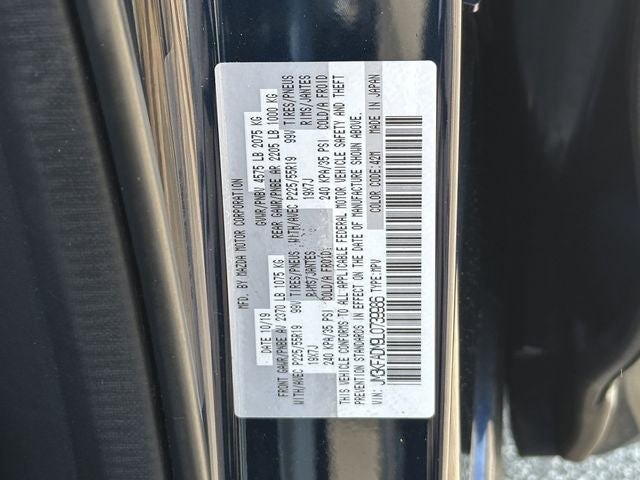 MFD. BY MAZDA MOTOR CORPORATION
DATE 10/19 GVWR/PNBV 4575 LB 2075 KG
FRONT GAWR/PNBE AV 2370 LB 1075 KG REAR GAWR/PNBE AR 2205 LB 1000 KG
WITH/AVEC P225/55R19 99V TIRES/PNEUS WITH/AVEC P225/55R19 99V TIRES/PNEUS
19X7J RIMS/JANTES 19X7J RIMS/JANTES
240 KPA/35 PSI COLD/A FROID 240 KPA/35 PSI COLD/A FROID
THIS VEHICLE CONFORMS TO ALL APPLICABLE FEDERAL MOTOR VEHICLE SAFETY AND THEFT
PREVENTION STANDARDS IN EFFECT ON THE DATE OF MANUFACTURE SHOWN ABOVE.
VIN: JM3KFADM9L0739986 TYPE:MPV COLOR CODE:42M MADE IN JAPAN